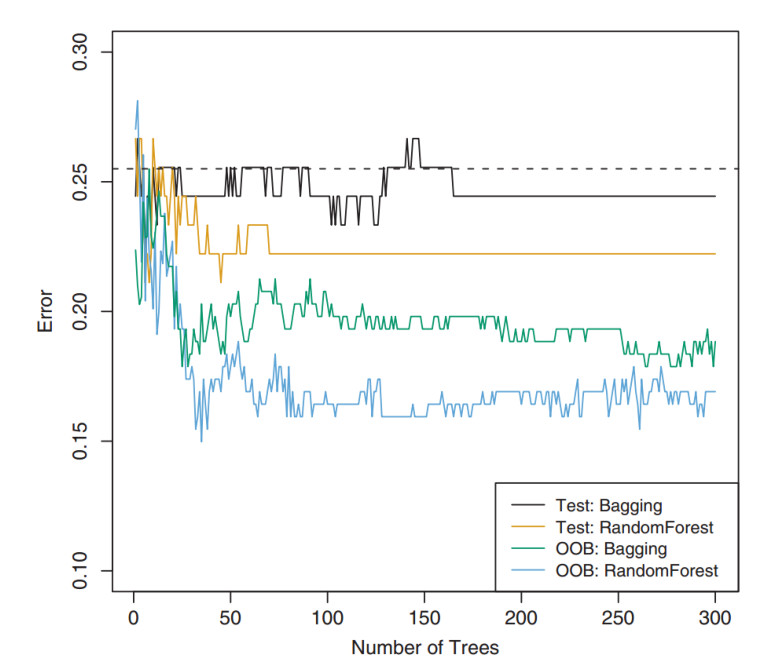 0.30
0.25
0.20
0.15
0.10
Error
Test: Bagging
Test: RandomForest
OOB: Bagging
OOB: RandomForest
0 50 100 150 200 250 300
Number of Trees